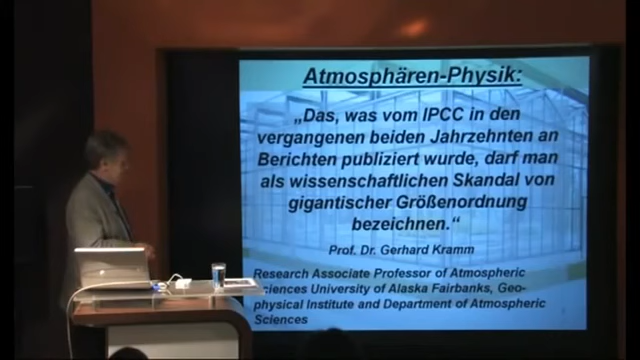 Atmosphären-Physik:
„Das, was vom IPCC in den
vergangenen beiden Jahrzehnten an
Berichten publiziert wurde, darf man
als wissenschaftlichen Skandal von
gigantischer Größenordnung
bezeichnen.“
Prof. Dr. Gerhard Kramm
Research Associate Professor of Atmospheric
Sciences University of Alaska Fairbanks, Geo-
physical Institute and Department of Atmospheric
Sciences